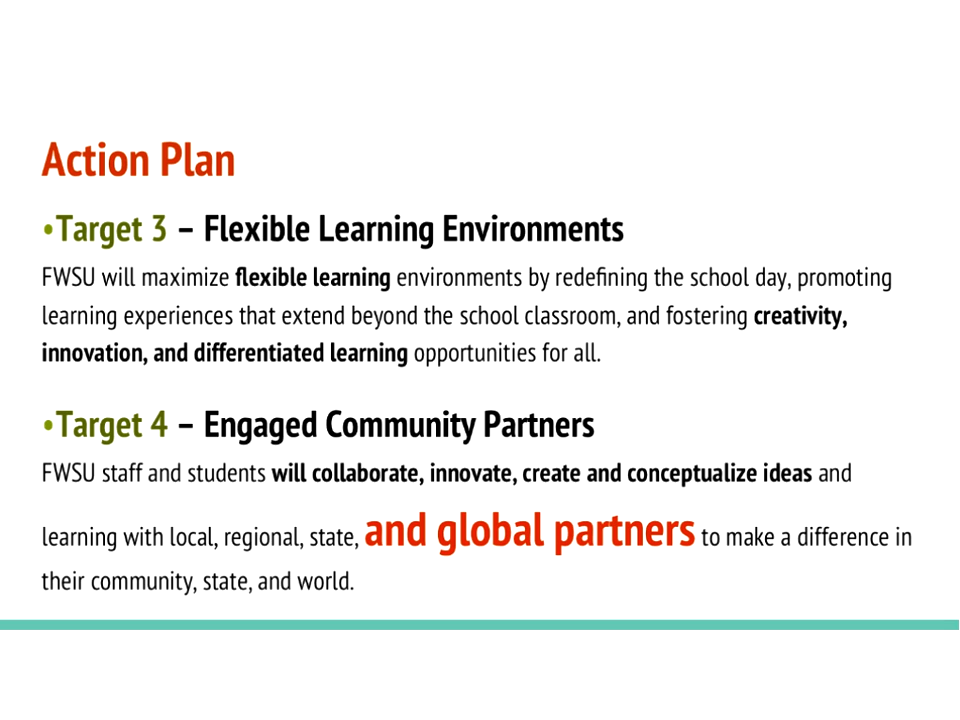 Action Plan
•Target 3 – Flexible Learning Environments
FWSU will maximize flexible learning environments by redefining the school day, promoting
learning experiences that extend beyond the school classroom, and fostering creativity,
innovation, and differentiated learning opportunities for all.
•Target 4 – Engaged Community Partners
FWSU staff and students will collaborate, innovate, create and conceptualize ideas and
learning with local, regional, state, and global partners to make a difference in
their community, state, and world.